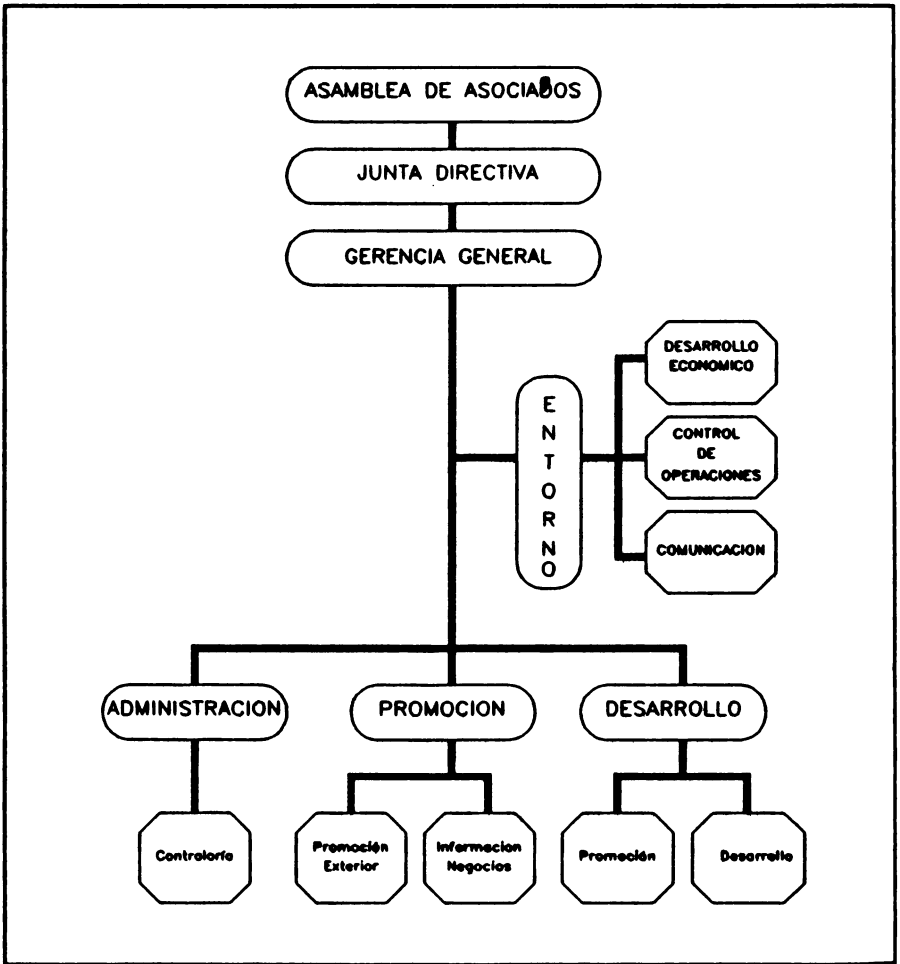 ASAMBLEA DE ASOCIADOS
JUNTA DIRECTIVA
GERENCIA GENERAL
DESARROLLO
ECONOMICO
ENTORNO
CONTROL
DE
OPERACIONES
COMUNICACION
ADMINISTRACION
PROMOCION
DESARROLLO
Contraloría
Promoción
Exterior
Informacion
Negocios
Promoción
Desarrollo